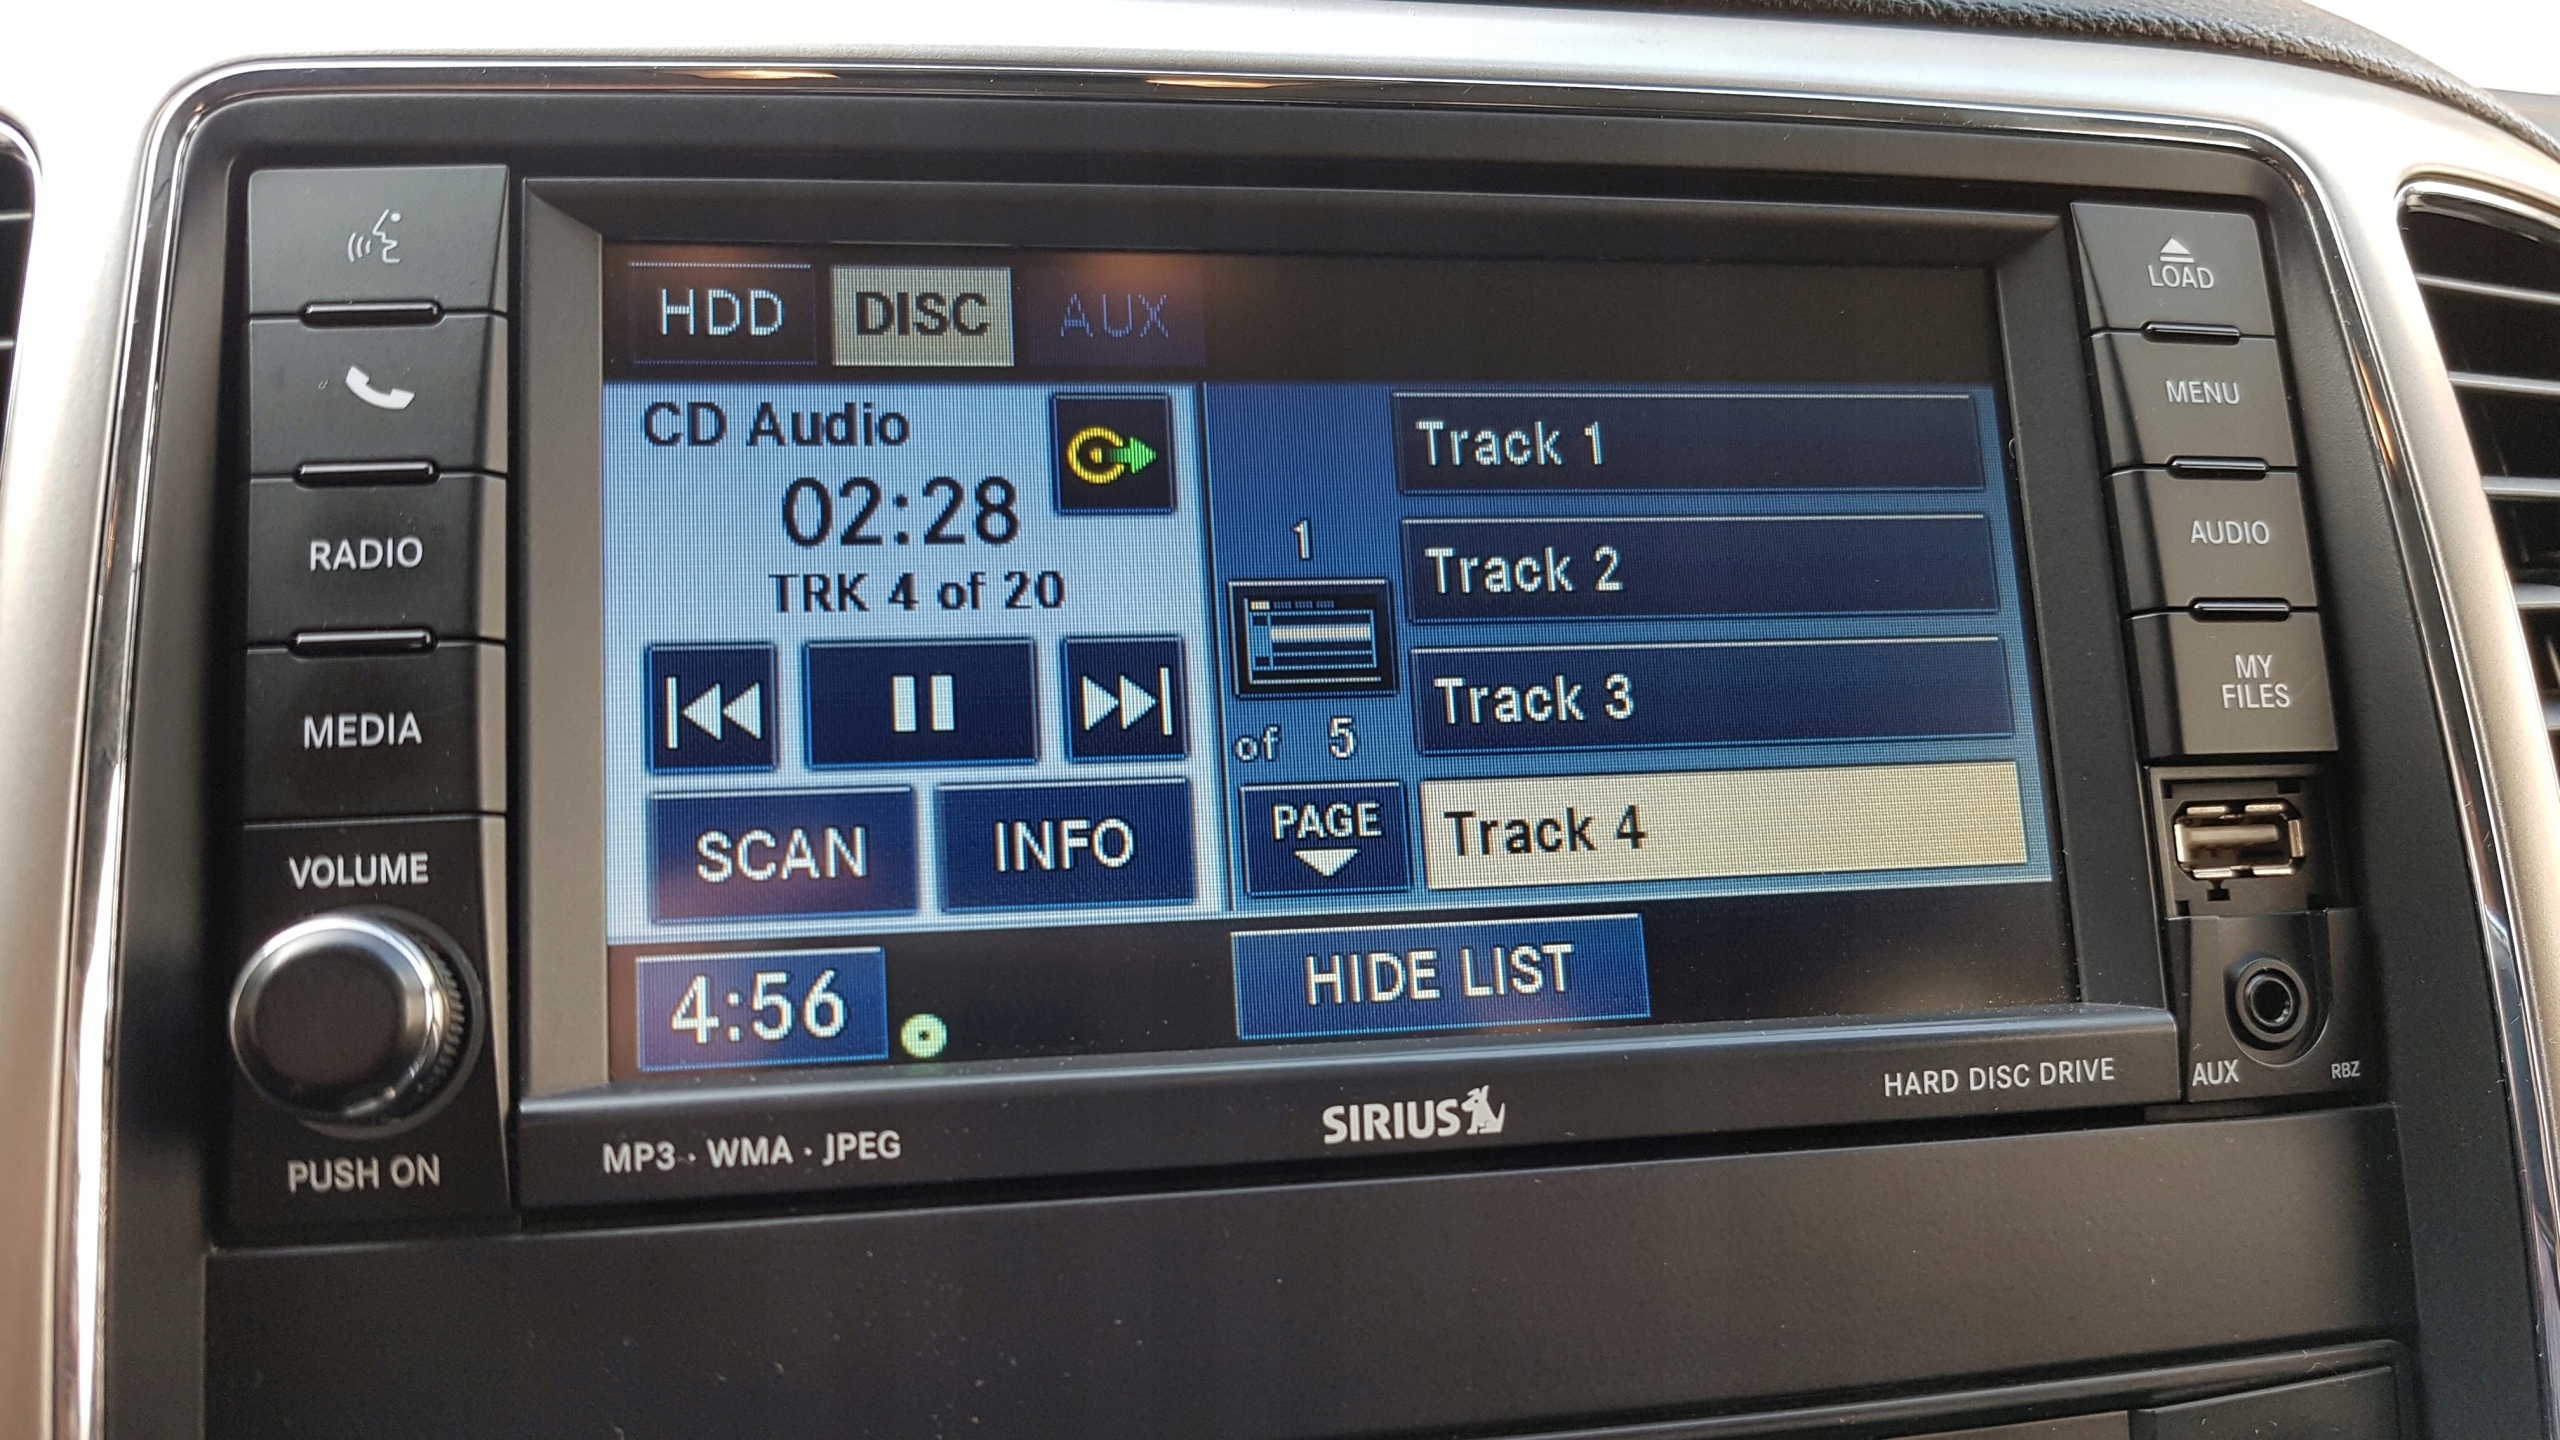 HDD DISC AUX
CD Audio
02:28
TRK 4 of 20
SCAN INFO
4:56
1
of 5
PAGE
Track 1
Track 2
Track 3
Track 4
HIDE LIST
RADIO
MEDIA
VOLUME
PUSH ON
LOAD
MENU
AUDIO
MY
FILES
AUX RBZ
MP3 · WMA · JPEG
SIRIUS
HARD DISC DRIVE